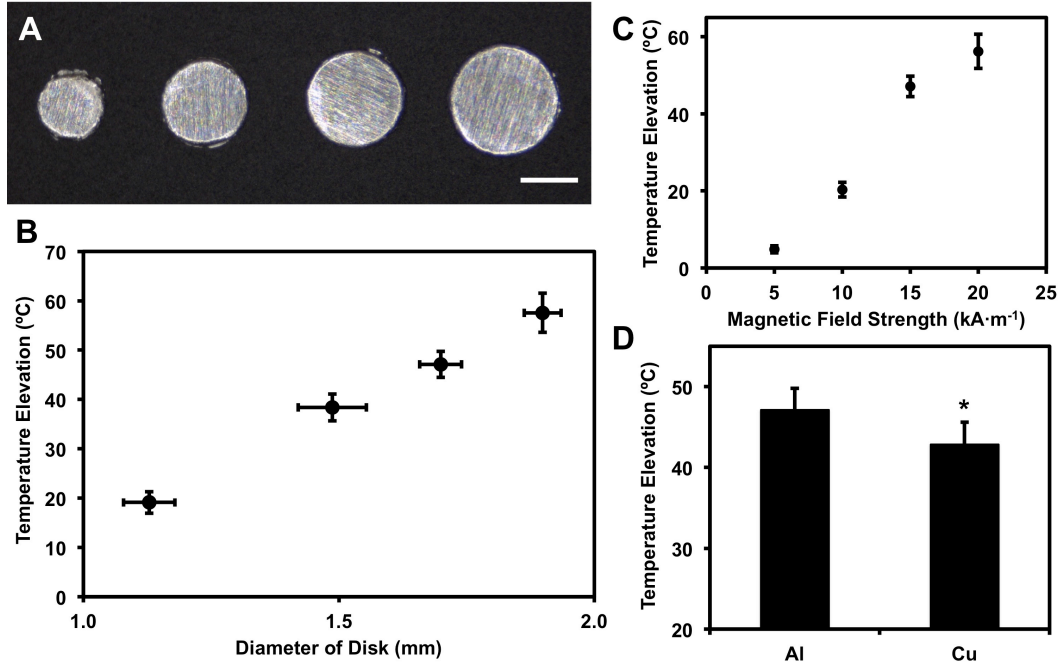 A
B
70
60
50
40
30
20
10
0
1.0
1.5
2.0
Temperature Elevation (ºC)
Diameter of Disk (mm)
C
60
40
20
0
0
5
10
15
20
25
Temperature Elevation (ºC)
Magnetic Field Strength (kA·m⁻¹)
D
50
40
30
20
Temperature Elevation (ºC)
*
Al
Cu